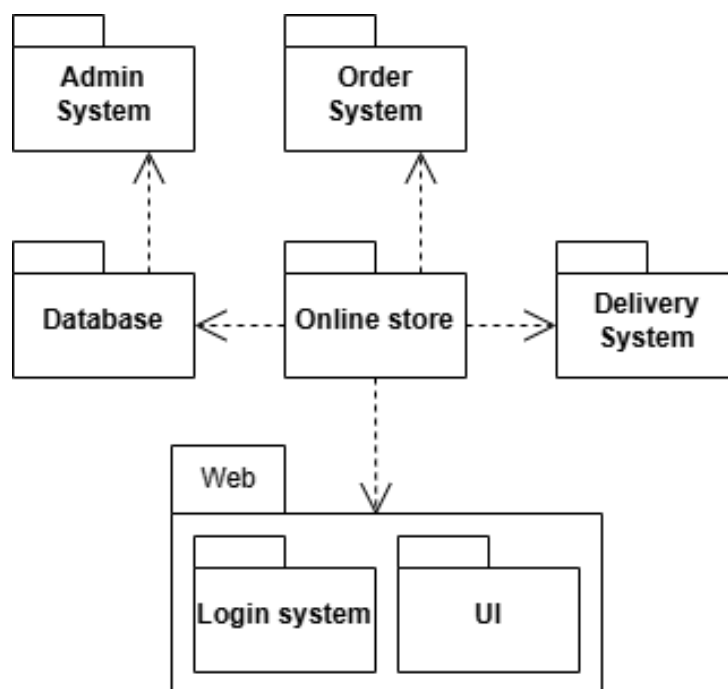 Admin
System
Order
System
Database
Online store
Delivery
System
Web
Login system
UI